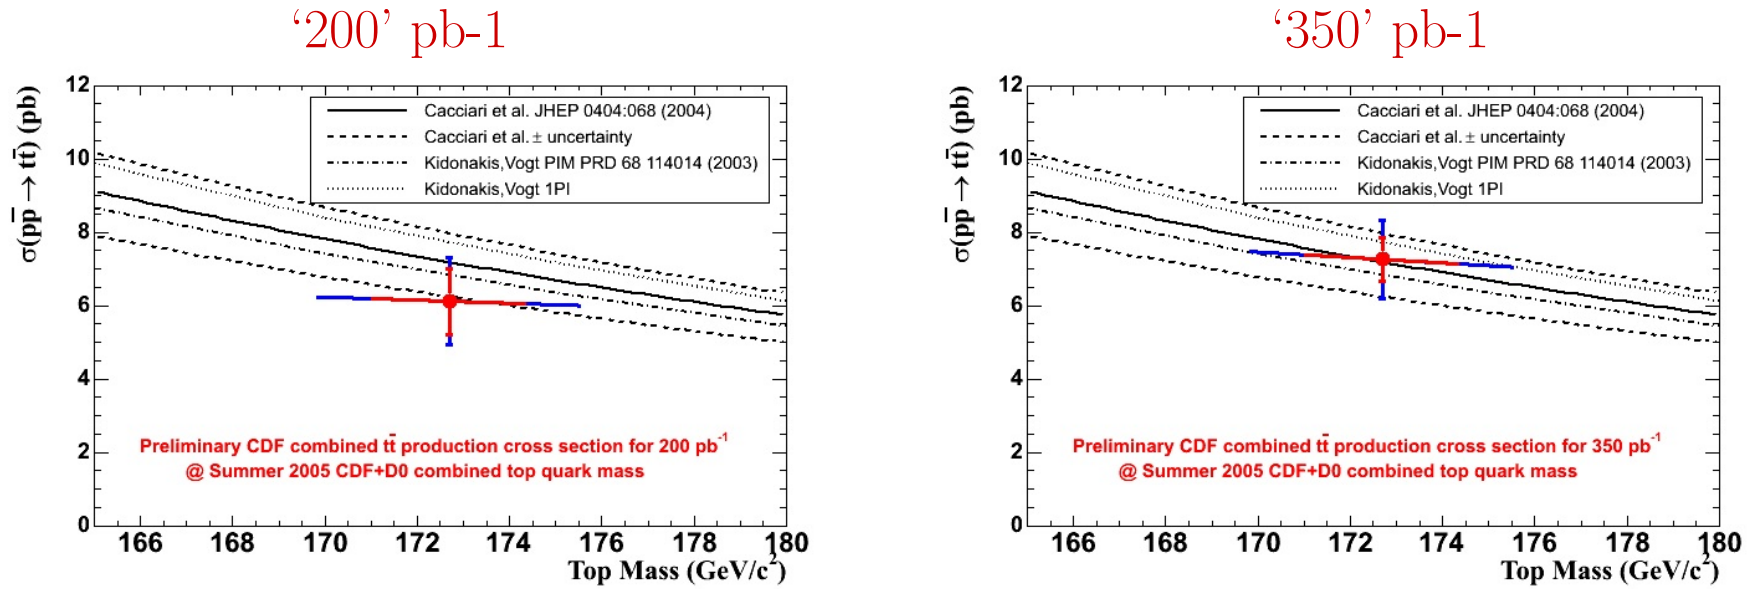 ‘200’ pb-1
12
10
8
6
4
2
0
σ(pp̅ → tt̅) (pb)
Cacciari et al. JHEP 0404:068 (2004)
Cacciari et al. ± uncertainty
Kidonakis,Vogt PIM PRD 68 114014 (2003)
Kidonakis,Vogt 1PI
Preliminary CDF combined tt̅ production cross section for 200 pb⁻¹
@ Summer 2005 CDF+D0 combined top quark mass
166 168 170 172 174 176 178 180
Top Mass (GeV/c²)
‘350’ pb-1
12
10
8
6
4
2
0
σ(pp̅ → tt̅) (pb)
Cacciari et al. JHEP 0404:068 (2004)
Cacciari et al. ± uncertainty
Kidonakis,Vogt PIM PRD 68 114014 (2003)
Kidonakis,Vogt 1PI
Preliminary CDF combined tt̅ production cross section for 350 pb⁻¹
@ Summer 2005 CDF+D0 combined top quark mass
166 168 170 172 174 176 178 180
Top Mass (GeV/c²)